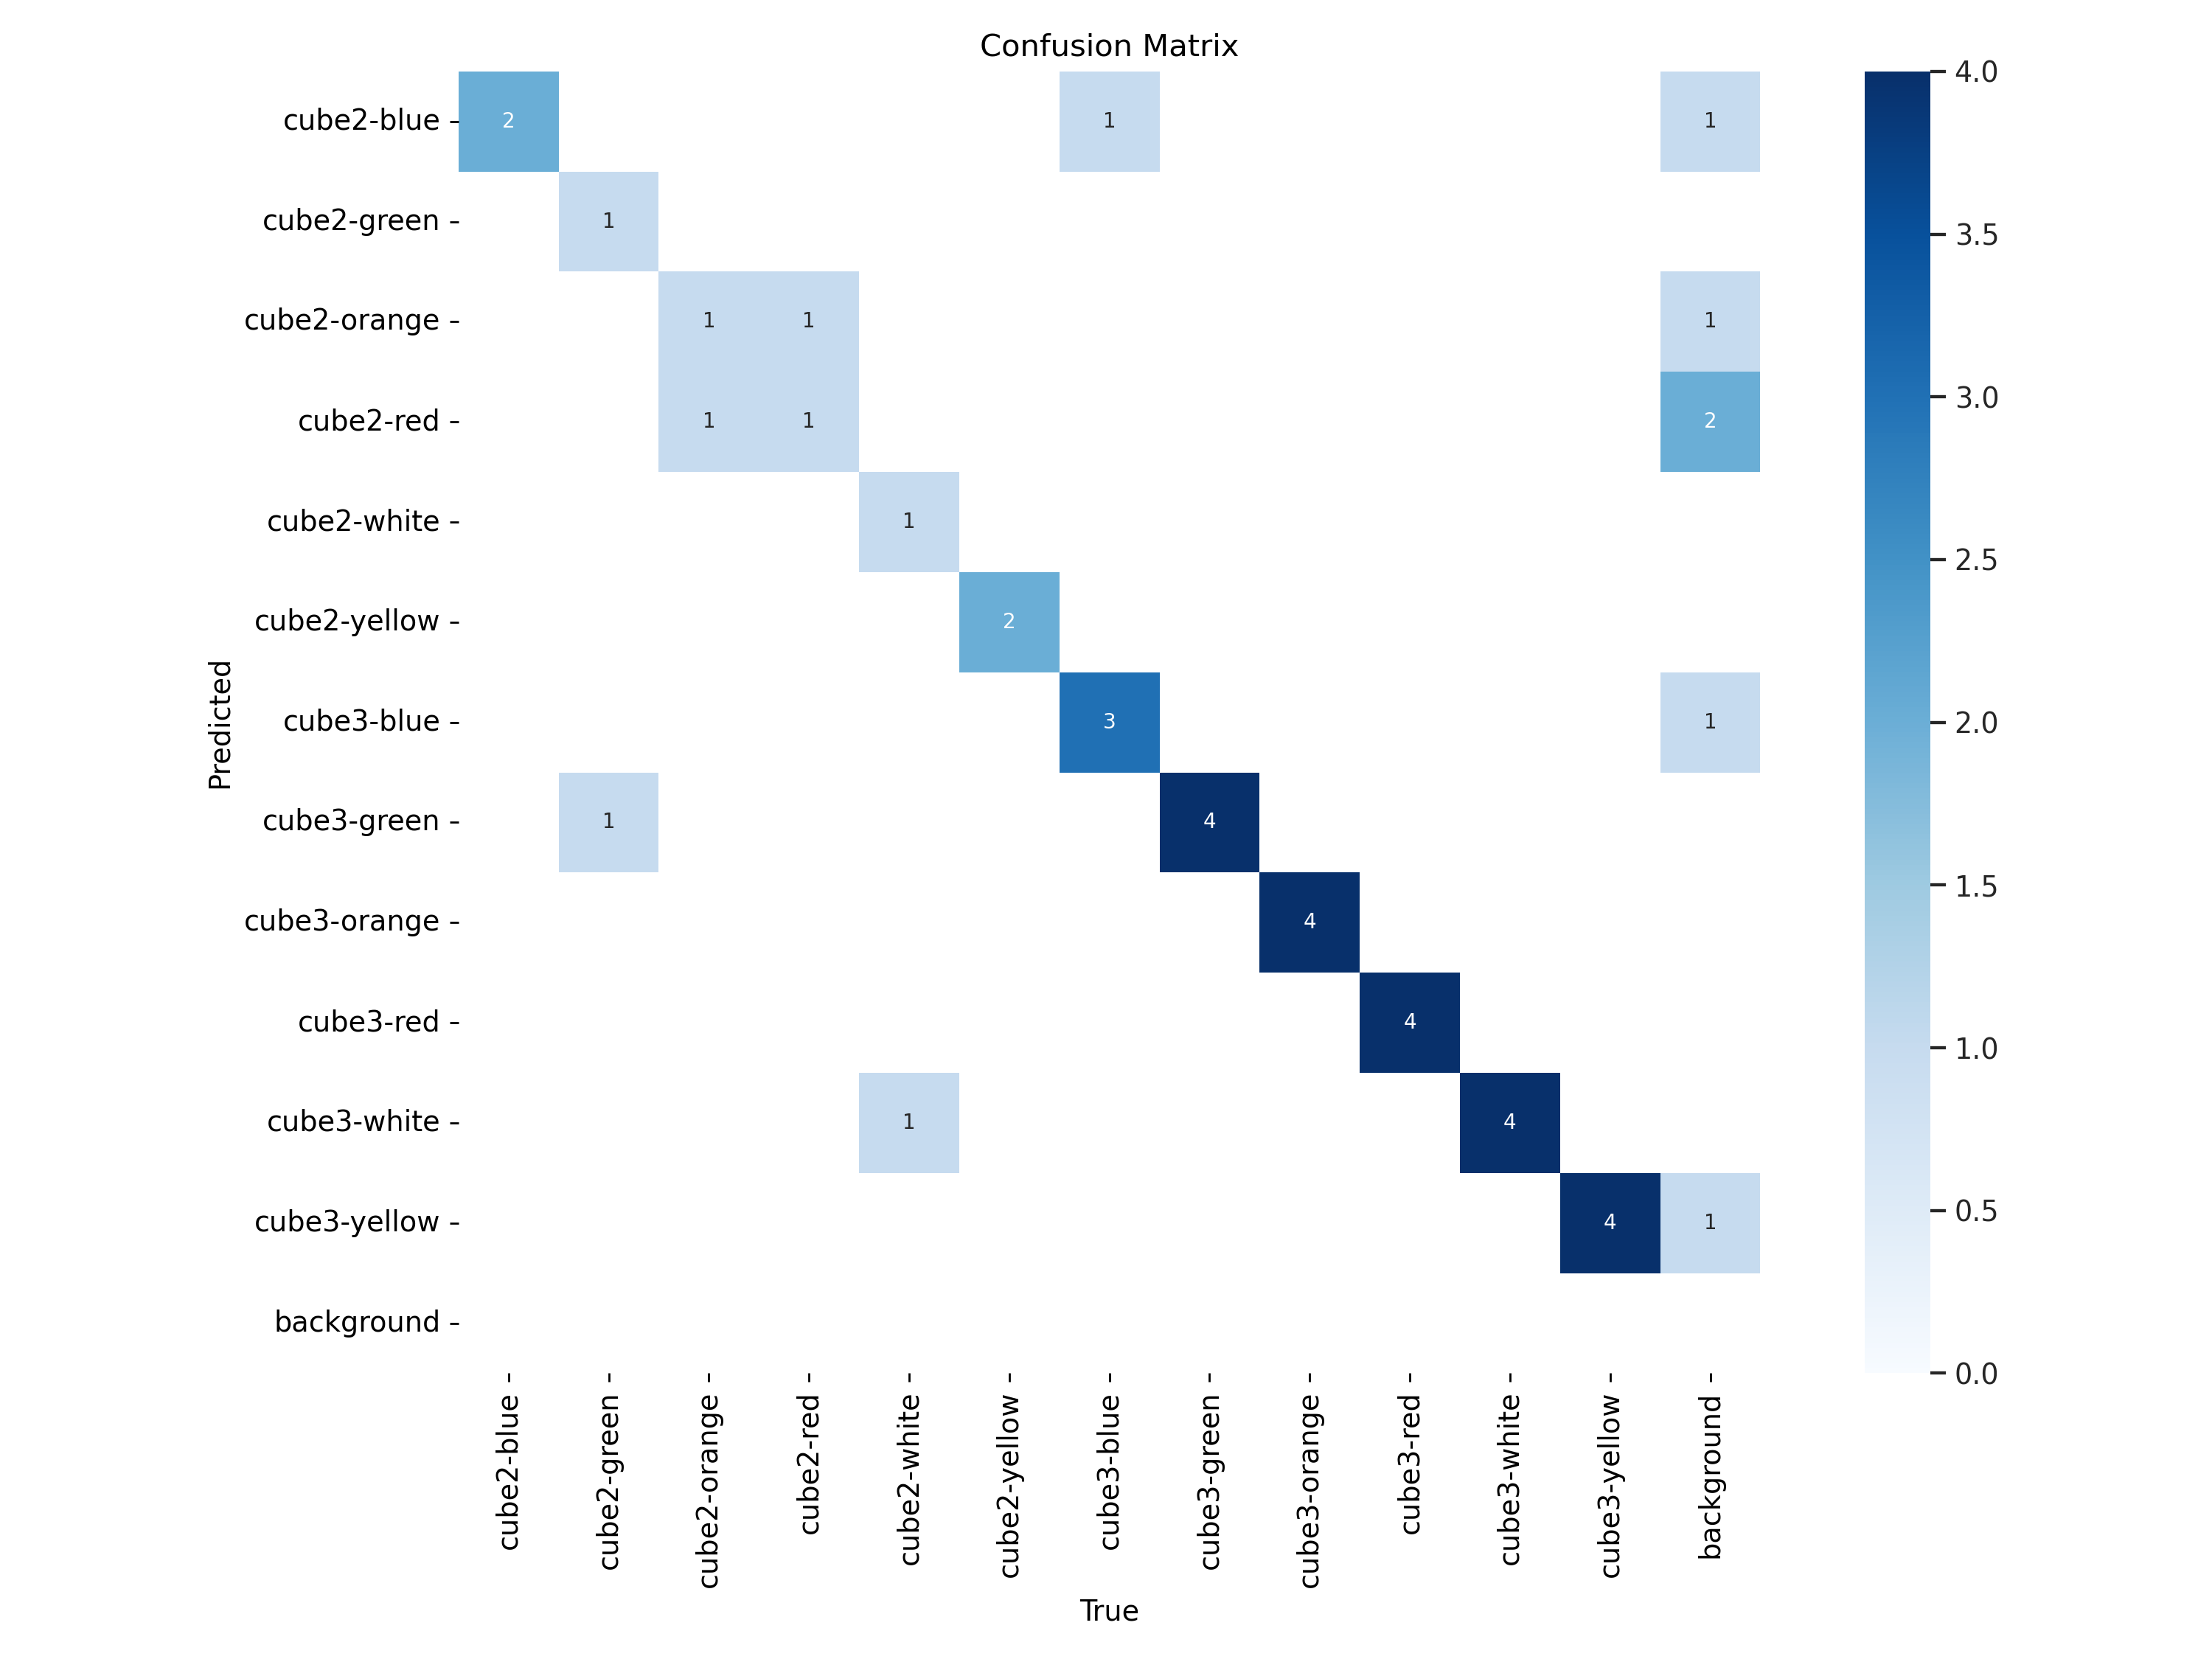 Confusion Matrix
cube2-blue 2 1 1
cube2-green 1
cube2-orange 1 1 1
cube2-red 1 1 2
cube2-white 1
cube2-yellow 2
cube3-blue 3 1
cube3-green 1 4
cube3-orange 4
cube3-red 4
cube3-white 1 4
cube3-yellow 4 1
background
Predicted
cube2-blue cube2-green cube2-orange cube2-red cube2-white cube2-yellow cube3-blue cube3-green cube3-orange cube3-red cube3-white cube3-yellow background
True
4.0
3.5
3.0
2.5
2.0
1.5
1.0
0.5
0.0